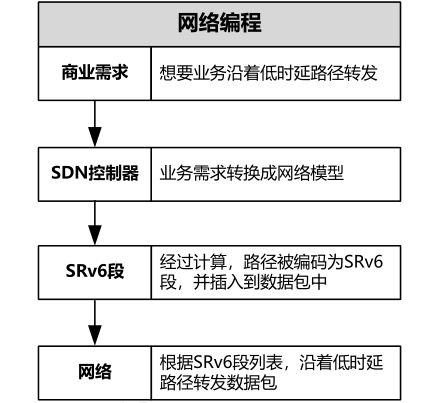 网络编程
商业需求
想要业务沿着低时延路径转发
SDN控制器
业务需求转换成网络模型
SRv6段
经过计算，路径被编码为SRv6
段，并插入到数据包中
网络
根据SRv6段列表，沿着低时延
路径转发数据包